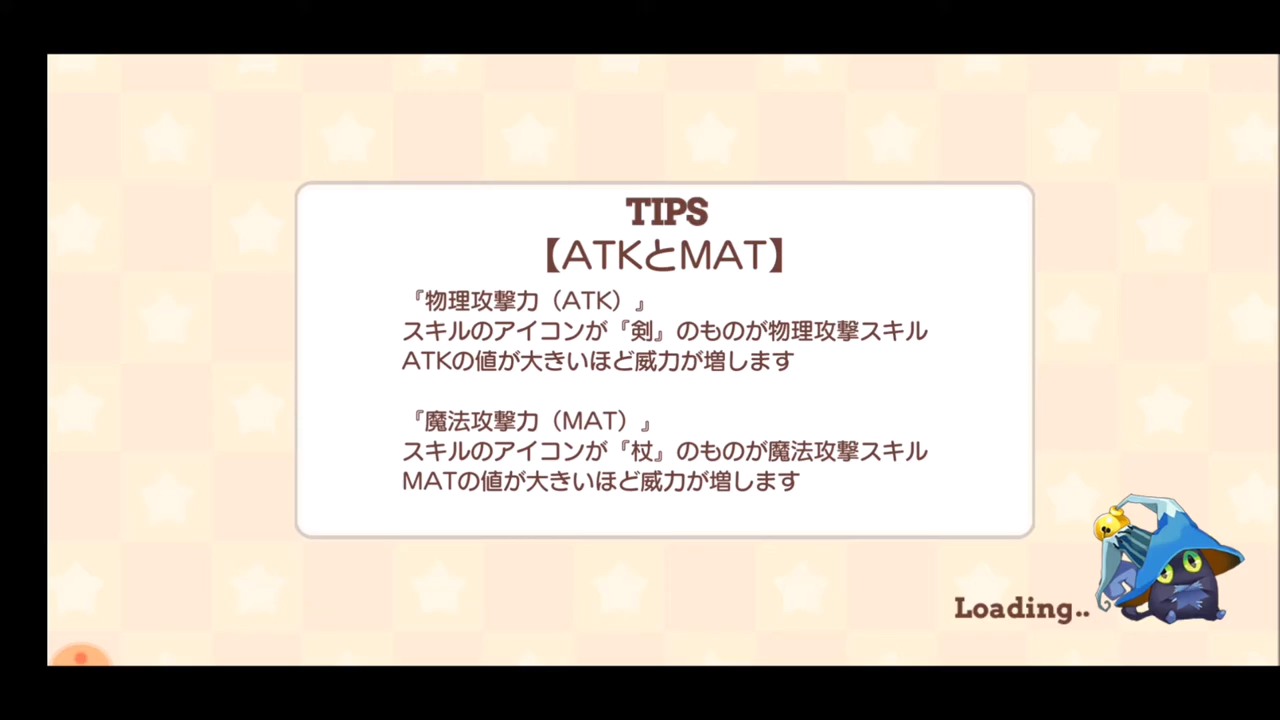 TIPS
【ATKとMAT】
『物理攻撃力（ATK）』
スキルのアイコンが『剣』のものが物理攻撃スキル
ATKの値が大きいほど威力が増します
『魔法攻撃力（MAT）』
スキルのアイコンが『杖』のものが魔法攻撃スキル
MATの値が大きいほど威力が増します
Loading..